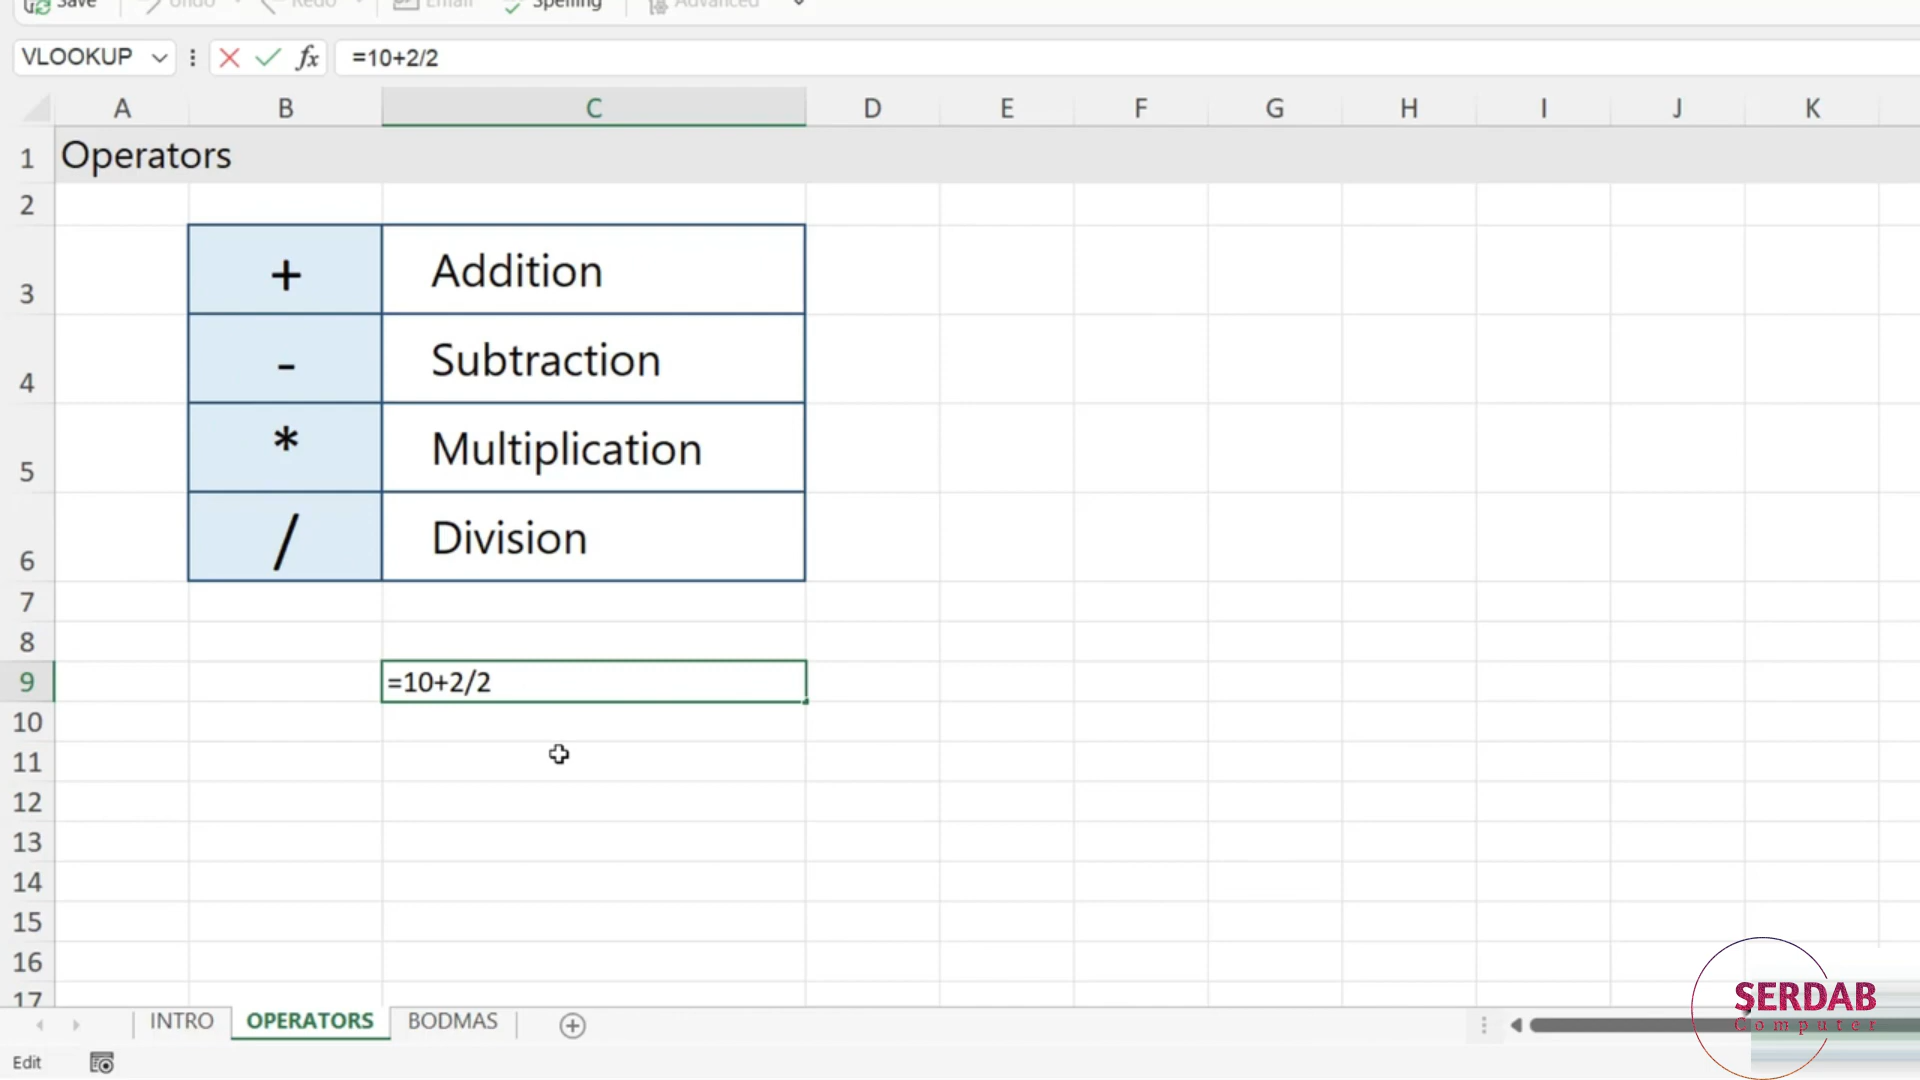 Save Undo Redo Email Spelling Advanced
VLOOKUP fx =10+2/2
A B C D E F G H I J K
1 Operators
2
3 + Addition
4 - Subtraction
5 * Multiplication
6 / Division
7
8
9 =10+2/2
10
11
12
13
14
15
16
17
INTRO OPERATORS BODMAS
Edit
SERDAB
Computer